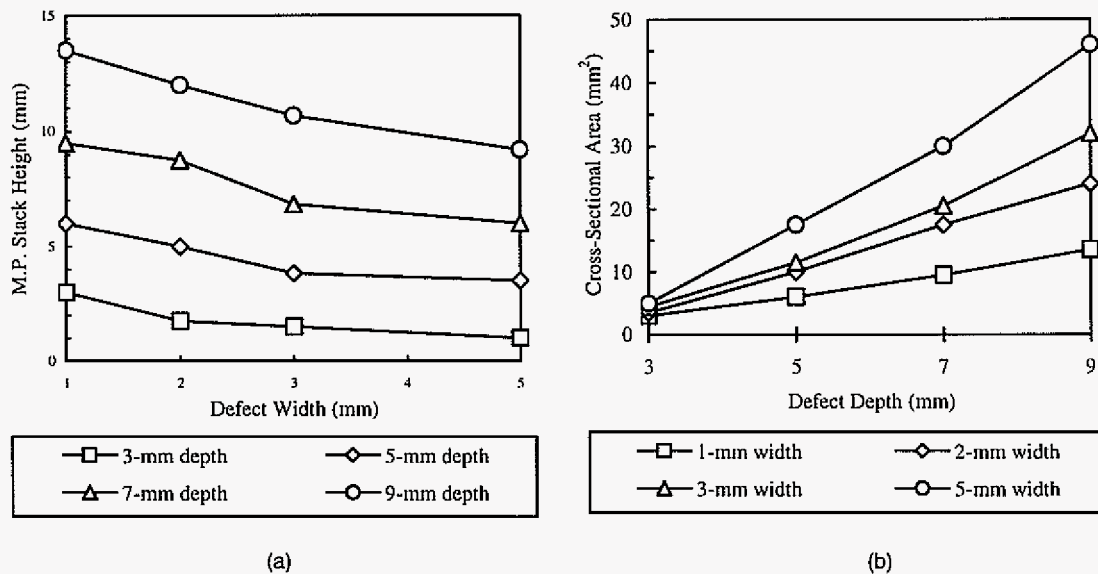 15
10
5
0
M.P. Stack Height (mm)
1 2 3 4 5
Defect Width (mm)
3-mm depth 5-mm depth
7-mm depth 9-mm depth
(a)
50
40
30
20
10
0
Cross-Sectional Area (mm²)
3 5 7 9
Defect Depth (mm)
1-mm width 2-mm width
3-mm width 5-mm width
(b)